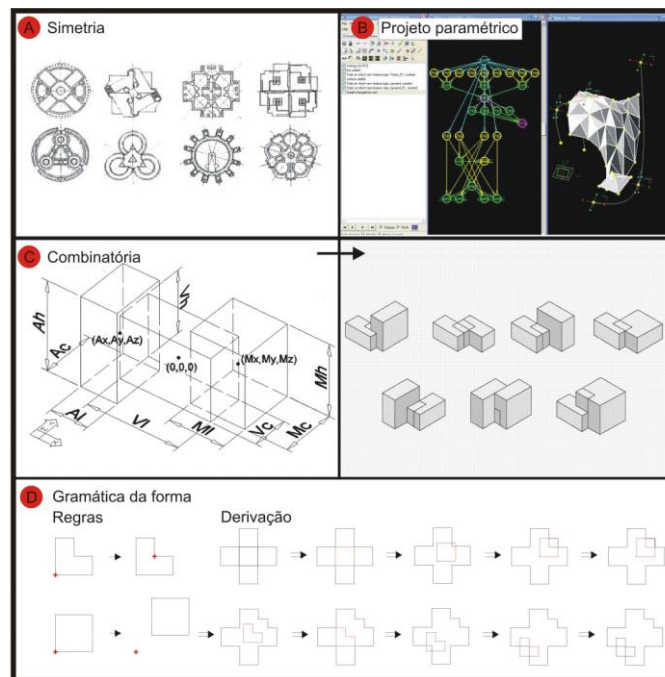 A Simetria
B Projeto paramétrico
C Combinatória
Ah
Ac
Al
Vh
(Ax,Ay,Az)
(0,0,0)
(Mx,My,Mz)
Vl
Ml
Vc
Mc
Mh
D Gramática da forma
Regras
Derivação